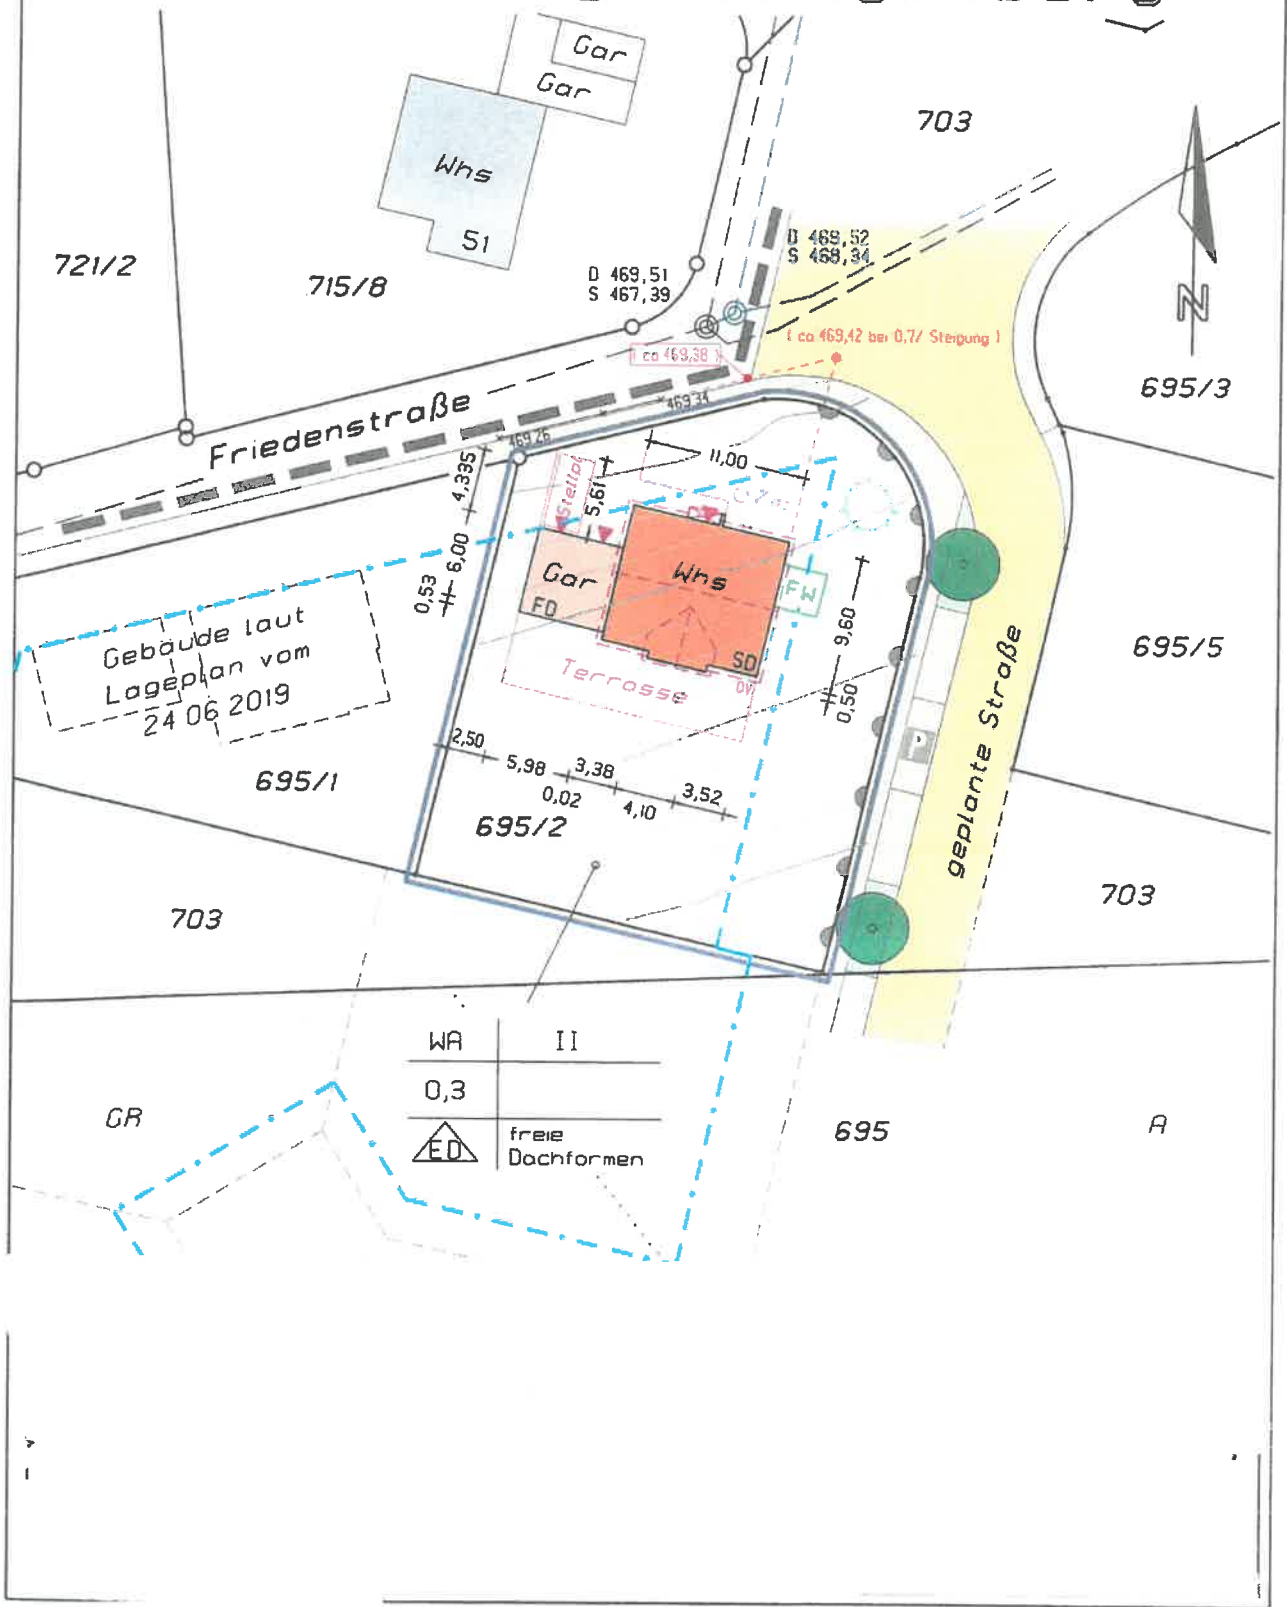 Gar
Gar
Whs
51
703
721/2
715/8
D 469,51
S 467,39
D 469,52
S 468,34
N
( ca 469,42 bei 0,7/ Steigung )
( ca 469,38 )
695/3
Friedenstraße
469,34
469,26
4,335
11,00
Stellpl
5,61
6,00
0,53
Gar
FD
Whs
SD
FW
9,60
0,50
Terrasse
Gebäude laut
Lageplan vom
24 06 2019
695/5
geplante Straße
P
2,50
5,98
3,38
0,02
4,10
3,52
695/1
695/2
703
703
WA
II
0,3
ED
freie
Dachformen
GR
695
A